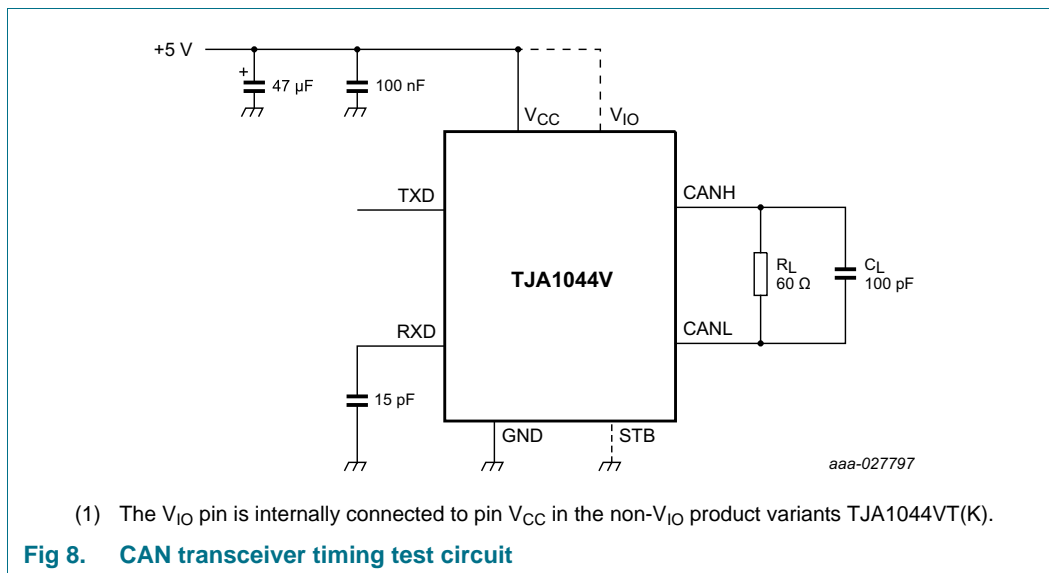 +5 V
+
47 μF
100 nF
VCC
VIO
TXD
CANH
TJA1044V
RL
60 Ω
CL
100 pF
RXD
CANL
15 pF
GND
STB
aaa-027797
(1) The VIO pin is internally connected to pin VCC in the non-VIO product variants TJA1044VT(K).
Fig 8. CAN transceiver timing test circuit